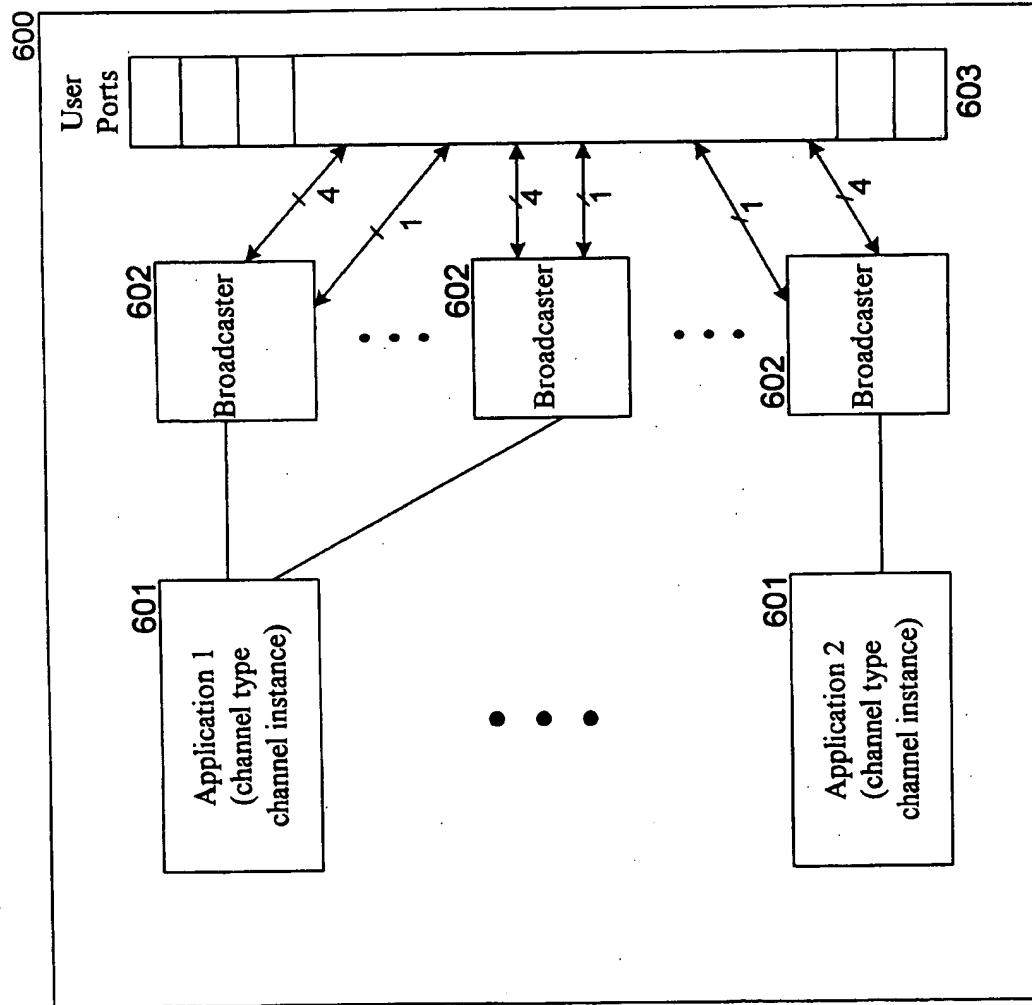 600
User
Ports
603
4
1
4
1
1
4
602
Broadcaster
602
Broadcaster
602
Broadcaster
601
Application 1
(channel type
channel instance)
601
Application 2
(channel type
channel instance)